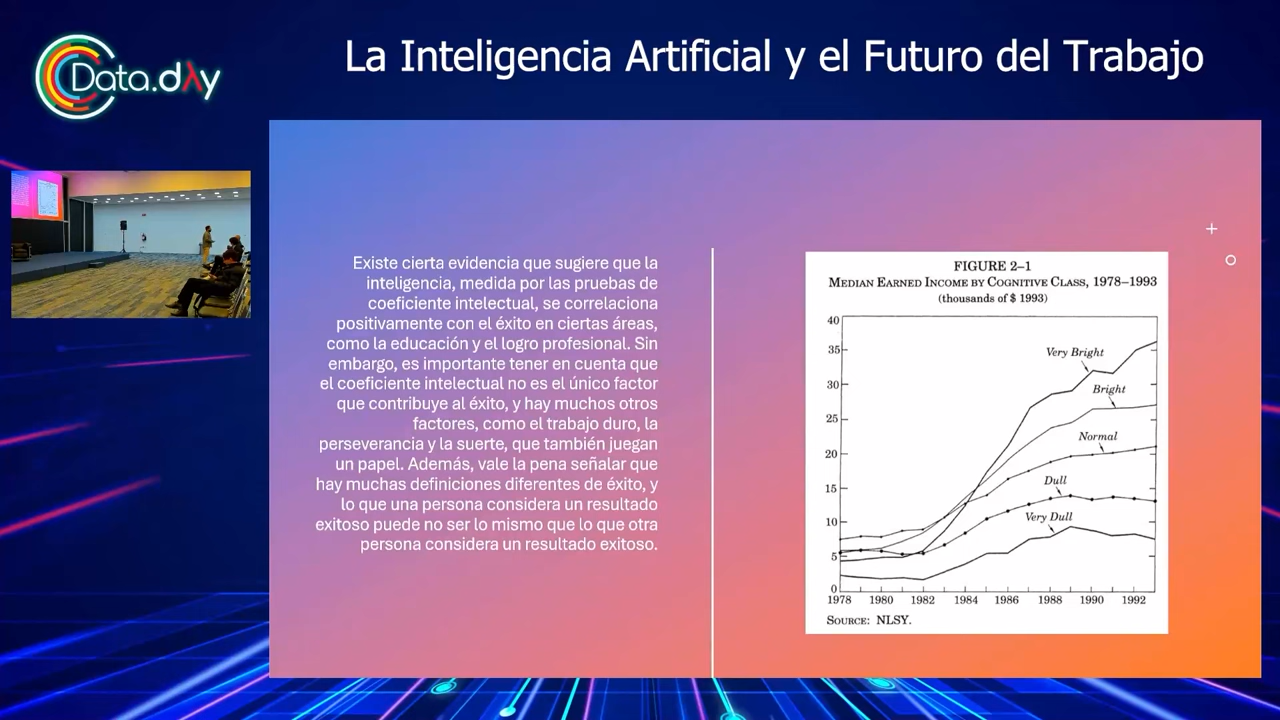 Data.dλy
La Inteligencia Artificial y el Futuro del Trabajo
Existe cierta evidencia que sugiere que la
inteligencia, medida por las pruebas de
coeficiente intelectual, se correlaciona
positivamente con el éxito en ciertas áreas,
como la educación y el logro profesional. Sin
embargo, es importante tener en cuenta que
el coeficiente intelectual no es el único factor
que contribuye al éxito, y hay muchos otros
factores, como el trabajo duro, la
perseverancia y la suerte, que también juegan
un papel. Además, vale la pena señalar que
hay muchas definiciones diferentes de éxito, y
lo que una persona considera un resultado
exitoso puede no ser lo mismo que lo que otra
persona considera un resultado exitoso.
FIGURE 2–1
MEDIAN EARNED INCOME BY COGNITIVE CLASS, 1978–1993
(thousands of $ 1993)
40
35
30
25
20
15
10
5
0
Very Bright
Bright
Normal
Dull
Very Dull
1978 1980 1982 1984 1986 1988 1990 1992
SOURCE: NLSY.